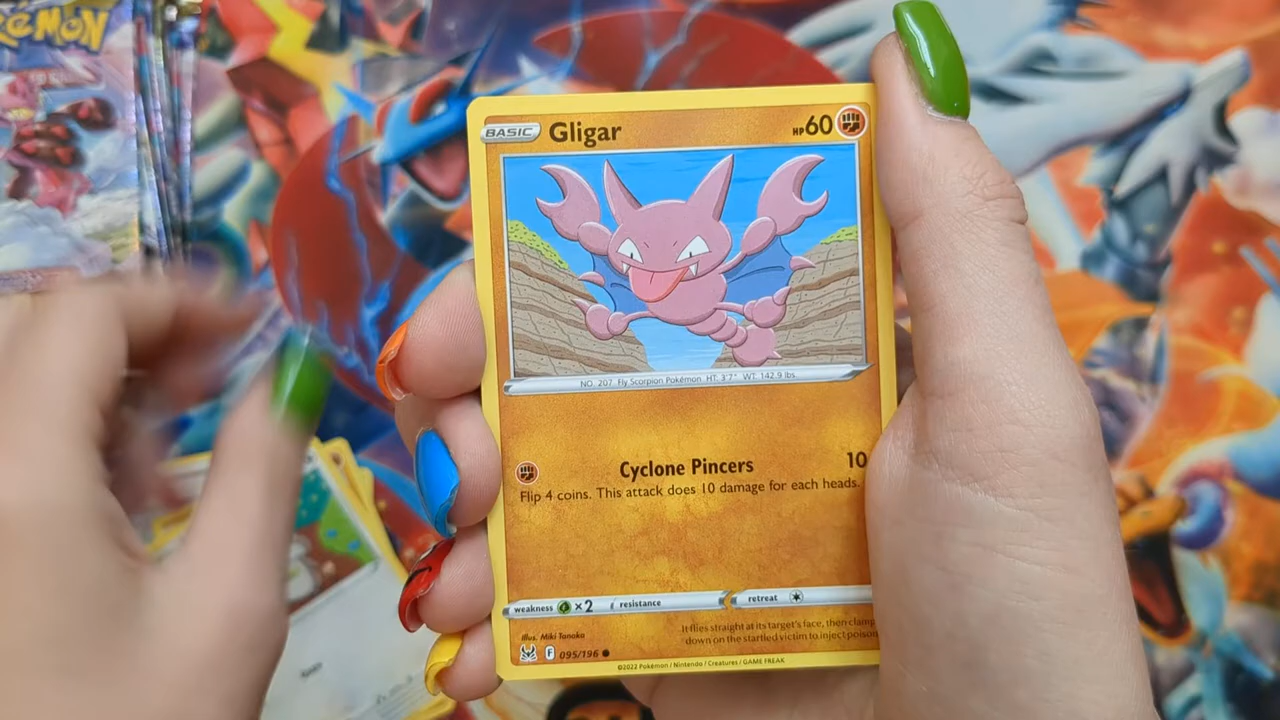 BASIC Gligar HP60
NO. 207 Fly Scorpion Pokémon HT: 3'7" WT: 142.9 lbs.
Cyclone Pincers 10
Flip 4 coins. This attack does 10 damage for each heads.
weakness ×2 resistance retreat
It flies straight at its target's face, then clamp
down on the startled victim to inject poison
Illus. Miki Tanaka
F 095/196
©2022 Pokémon / Nintendo / Creatures / GAME FREAK